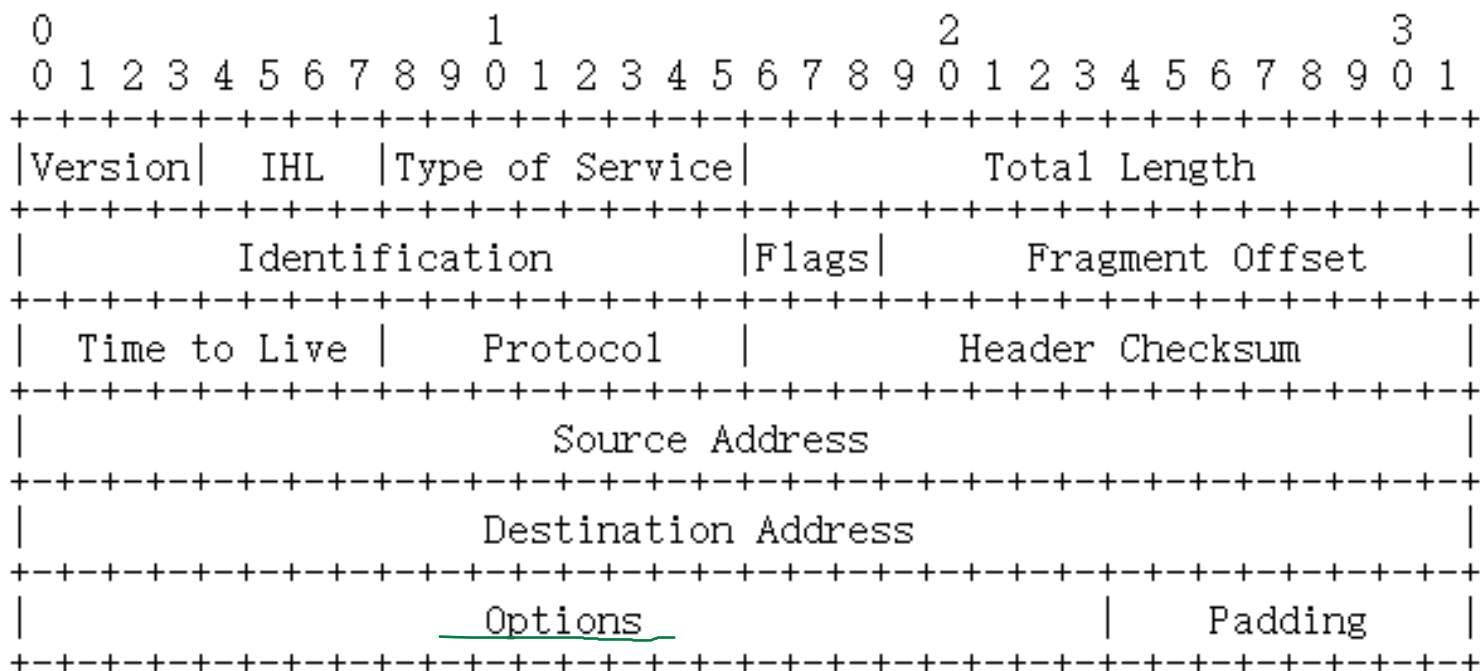 0 1 2 3
0 1 2 3 4 5 6 7 8 9 0 1 2 3 4 5 6 7 8 9 0 1 2 3 4 5 6 7 8 9 0 1
+-+-+-+-+-+-+-+-+-+-+-+-+-+-+-+-+-+-+-+-+-+-+-+-+-+-+-+-+-+-+-+-+
|Version| IHL |Type of Service| Total Length |
+-+-+-+-+-+-+-+-+-+-+-+-+-+-+-+-+-+-+-+-+-+-+-+-+-+-+-+-+-+-+-+-+
| Identification |Flags| Fragment Offset |
+-+-+-+-+-+-+-+-+-+-+-+-+-+-+-+-+-+-+-+-+-+-+-+-+-+-+-+-+-+-+-+-+
| Time to Live | Protocol | Header Checksum |
+-+-+-+-+-+-+-+-+-+-+-+-+-+-+-+-+-+-+-+-+-+-+-+-+-+-+-+-+-+-+-+-+
| Source Address |
+-+-+-+-+-+-+-+-+-+-+-+-+-+-+-+-+-+-+-+-+-+-+-+-+-+-+-+-+-+-+-+-+
| Destination Address |
+-+-+-+-+-+-+-+-+-+-+-+-+-+-+-+-+-+-+-+-+-+-+-+-+-+-+-+-+-+-+-+-+
| Options | Padding |
+-+-+-+-+-+-+-+-+-+-+-+-+-+-+-+-+-+-+-+-+-+-+-+-+-+-+-+-+-+-+-+-+